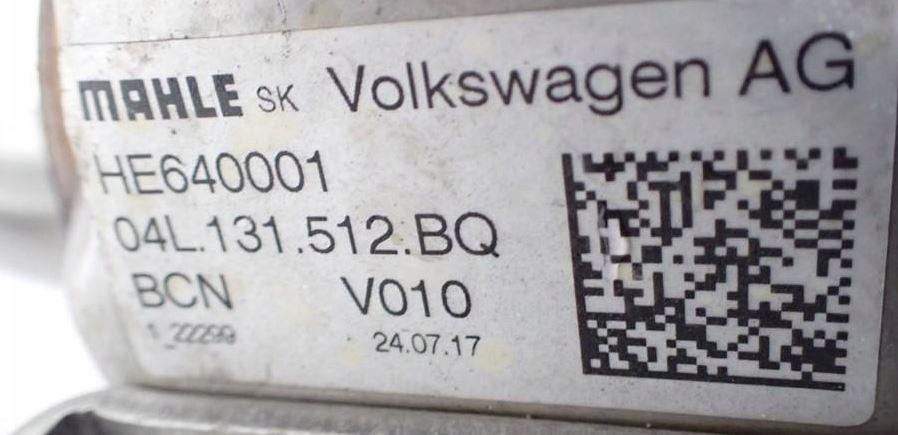 MAHLE SK Volkswagen AG
HE640001
04L.131.512.BQ
BCN V010
1_22299 24.07.17